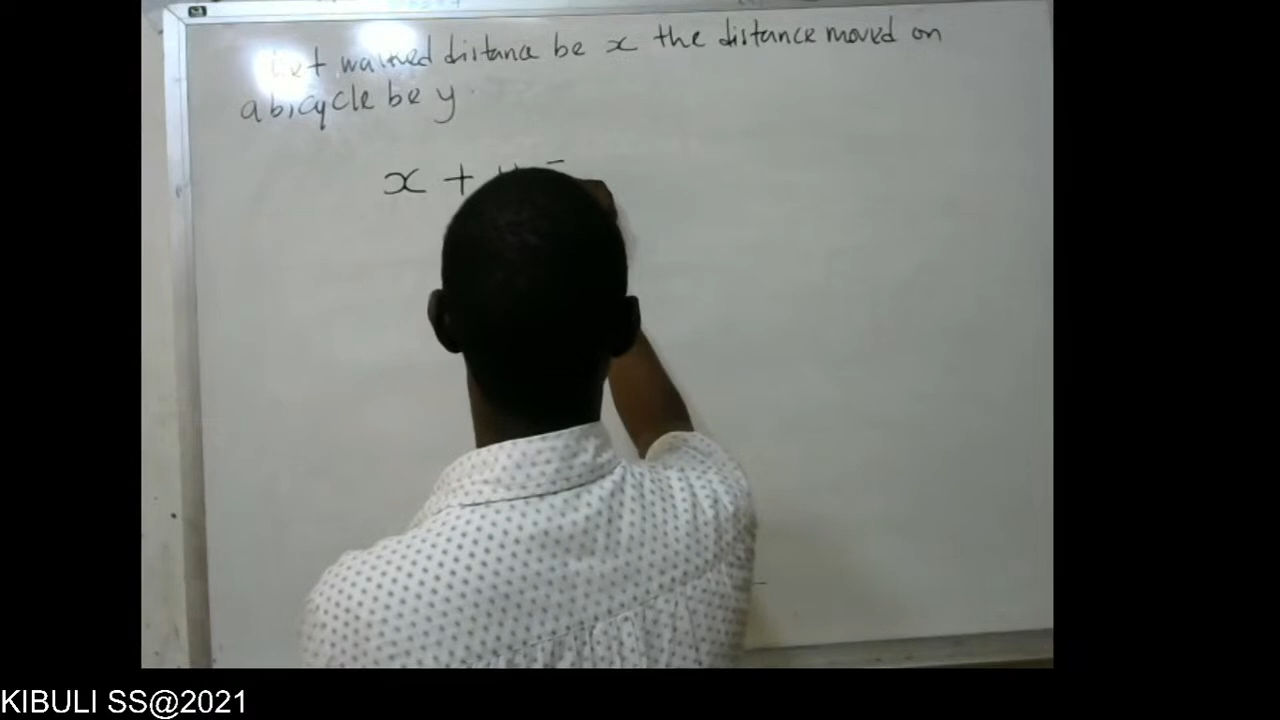 Let walked distance be x the distance moved on
a bicycle be y.
x +
KIBULI SS@2021